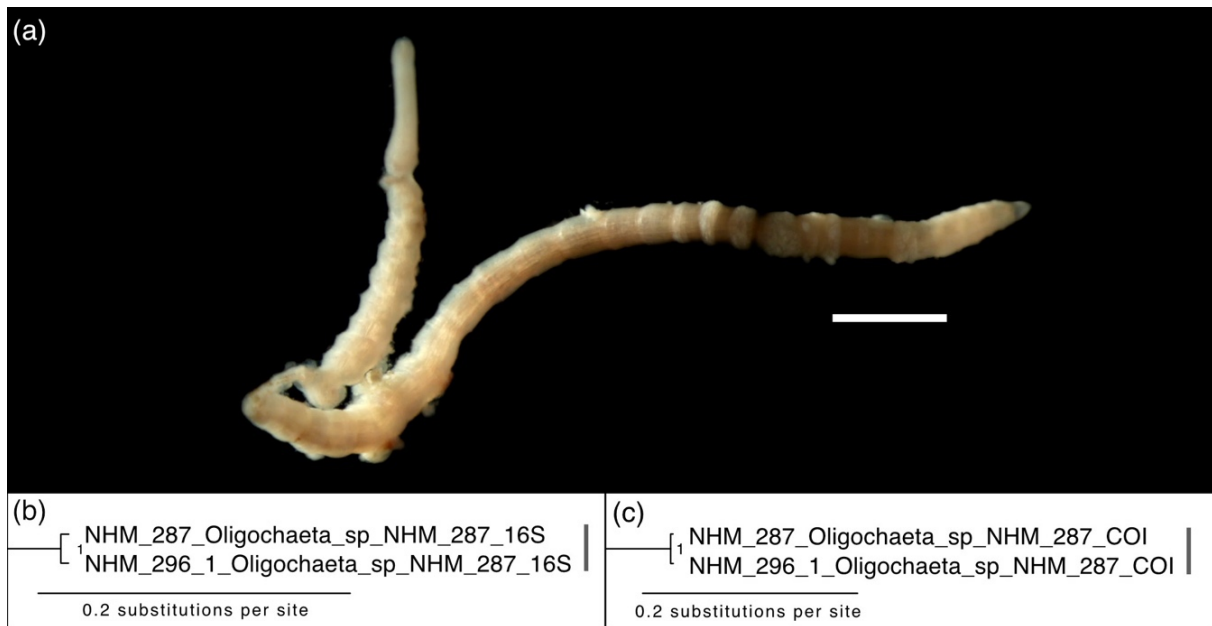 (a)
(b)
NHM_287_Oligochaeta_sp_NHM_287_16S
1
NHM_296_1_Oligochaeta_sp_NHM_287_16S
0.2 substitutions per site
(c)
NHM_287_Oligochaeta_sp_NHM_287_COI
1
NHM_296_1_Oligochaeta_sp_NHM_287_COI
0.2 substitutions per site